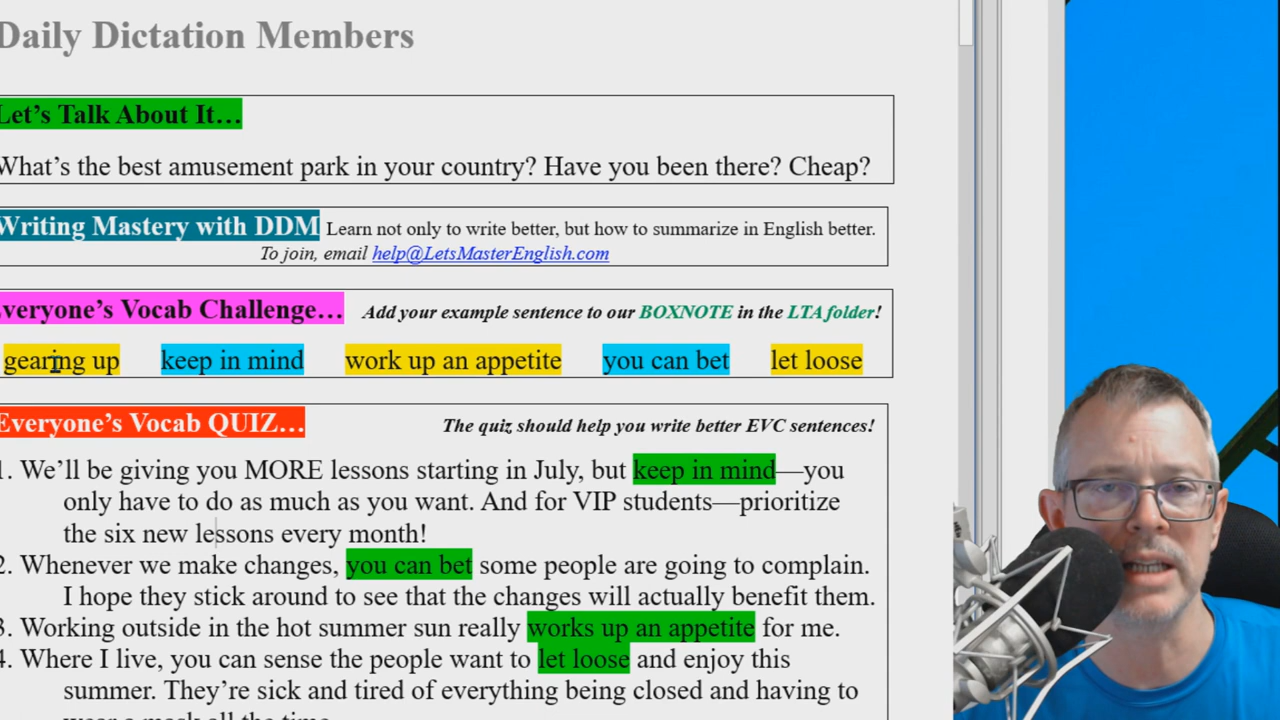 Daily Dictation Members
Let's Talk About It…
What's the best amusement park in your country? Have you been there? Cheap?
Writing Mastery with DDM Learn not only to write better, but how to summarize in English better.
To join, email help@LetsMasterEnglish.com
Everyone's Vocab Challenge… Add your example sentence to our BOXNOTE in the LTA folder!
gearing up keep in mind work up an appetite you can bet let loose
Everyone's Vocab QUIZ… The quiz should help you write better EVC sentences!
1. We'll be giving you MORE lessons starting in July, but keep in mind—you
only have to do as much as you want. And for VIP students—prioritize
the six new lessons every month!
2. Whenever we make changes, you can bet some people are going to complain.
I hope they stick around to see that the changes will actually benefit them.
3. Working outside in the hot summer sun really works up an appetite for me.
4. Where I live, you can sense the people want to let loose and enjoy this
summer. They're sick and tired of everything being closed and having to
wear a mask all the time.